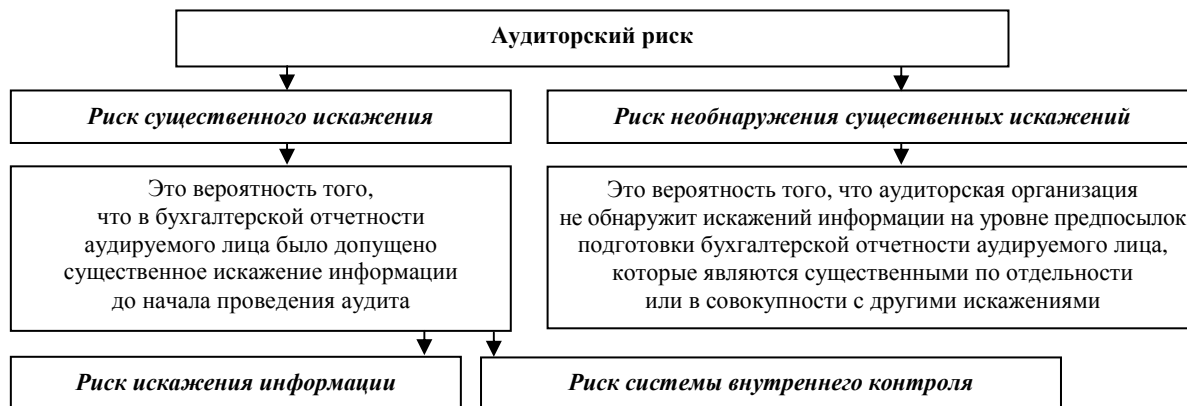 Аудиторский риск
Риск существенного искажения
Риск необнаружения существенных искажений
Это вероятность того,
что в бухгалтерской отчетности
аудируемого лица было допущено
существенное искажение информации
до начала проведения аудита
Это вероятность того, что аудиторская организация
не обнаружит искажений информации на уровне предпосылок
подготовки бухгалтерской отчетности аудируемого лица,
которые являются существенными по отдельности
или в совокупности с другими искажениями
Риск искажения информации
Риск системы внутреннего контроля